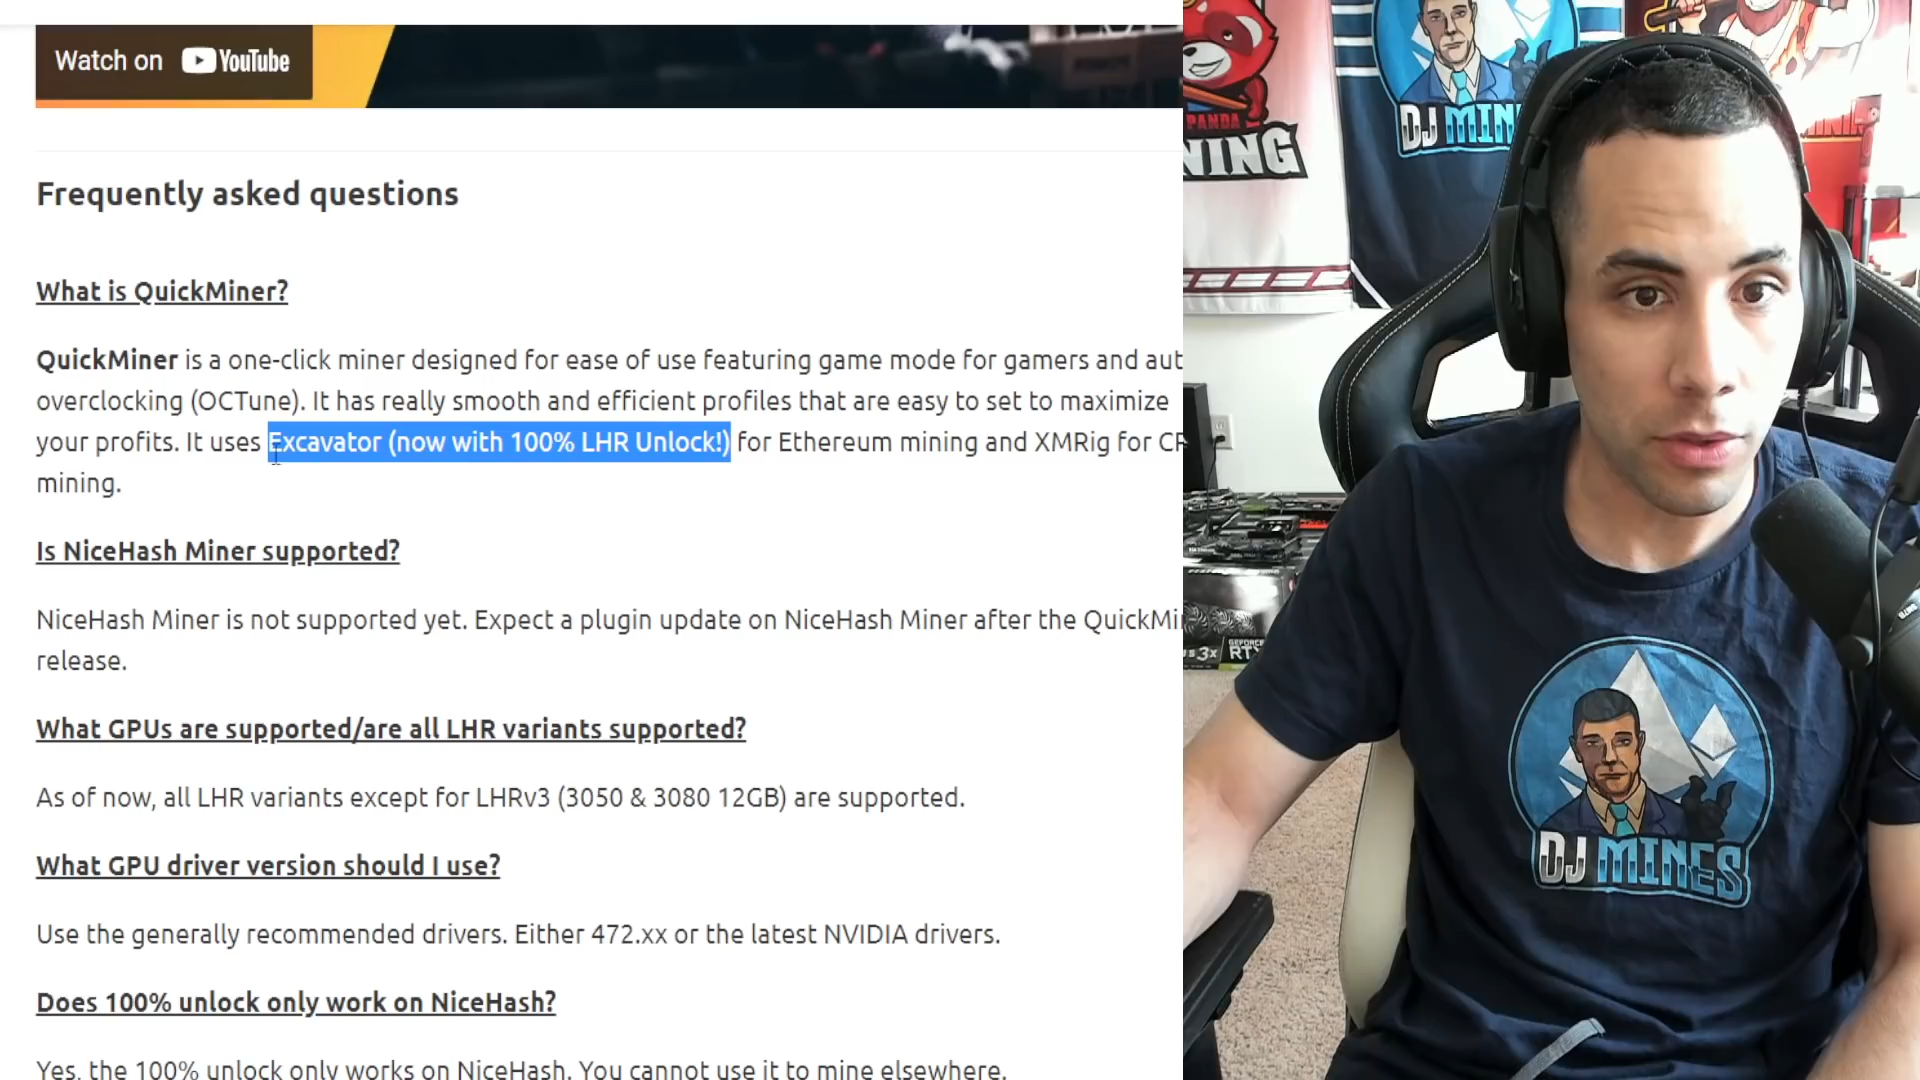 Watch on YouTube
Frequently asked questions
What is QuickMiner?
QuickMiner is a one-click miner designed for ease of use featuring game mode for gamers and aut
overclocking (OCTune). It has really smooth and efficient profiles that are easy to set to maximize
your profits. It uses Excavator (now with 100% LHR Unlock!) for Ethereum mining and XMRig for CP
mining.
Is NiceHash Miner supported?
NiceHash Miner is not supported yet. Expect a plugin update on NiceHash Miner after the QuickMi
release.
What GPUs are supported/are all LHR variants supported?
As of now, all LHR variants except for LHRv3 (3050 & 3080 12GB) are supported.
What GPU driver version should I use?
Use the generally recommended drivers. Either 472.xx or the latest NVIDIA drivers.
Does 100% unlock only work on NiceHash?
Yes, the 100% unlock only works on NiceHash. You cannot use it to mine elsewhere.
PANDA
NING
DJ MIN
GEFORCE
RTX
DJ MINES